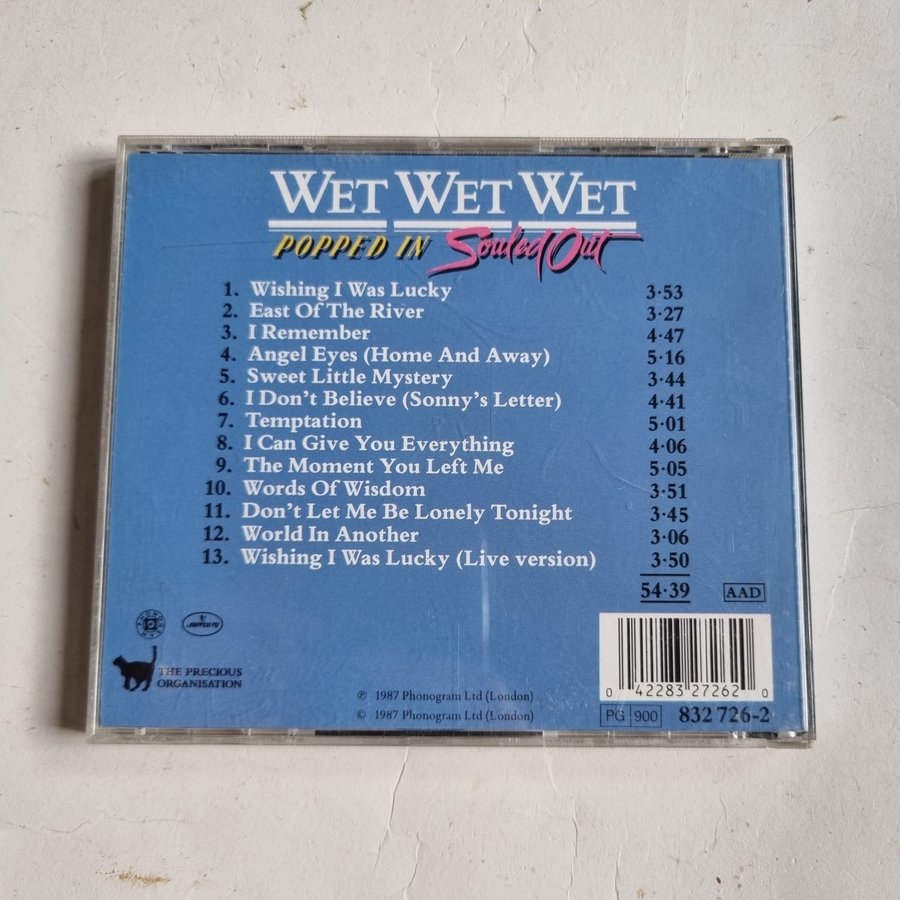 WET WET WET
POPPED IN Souled Out
1. Wishing I Was Lucky 3·53
2. East Of The River 3·27
3. I Remember 4·47
4. Angel Eyes (Home And Away) 5·16
5. Sweet Little Mystery 3·44
6. I Don't Believe (Sonny's Letter) 4·41
7. Temptation 5·01
8. I Can Give You Everything 4·06
9. The Moment You Left Me 5·05
10. Words Of Wisdom 3·51
11. Don't Let Me Be Lonely Tonight 3·45
12. World In Another 3·06
13. Wishing I Was Lucky (Live version) 3·50
54·39 AAD
THE PRECIOUS
ORGANISATION
℗ 1987 Phonogram Ltd (London)
© 1987 Phonogram Ltd (London)
0 42283 27262 0
PG 900 832 726-2